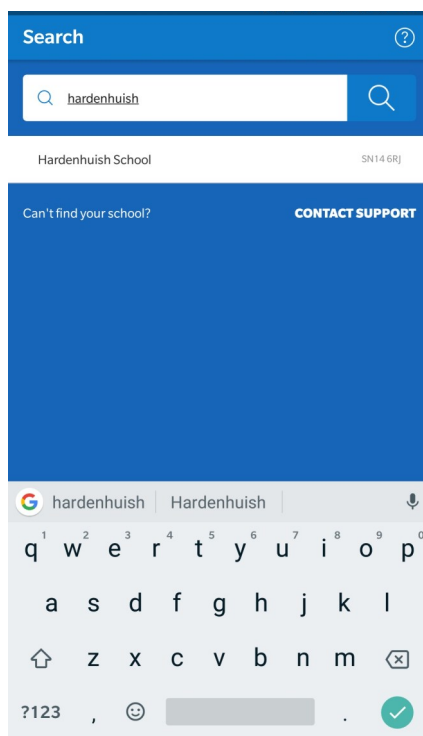 Search ?
hardenhuish
Hardenhuish School SN14 6RJ
Can't find your school? CONTACT SUPPORT
G hardenhuish Hardenhuish
q1 w2 e3 r4 t5 y6 u7 i8 o9 p0
a s d f g h j k l
z x c v b n m
?123 , .